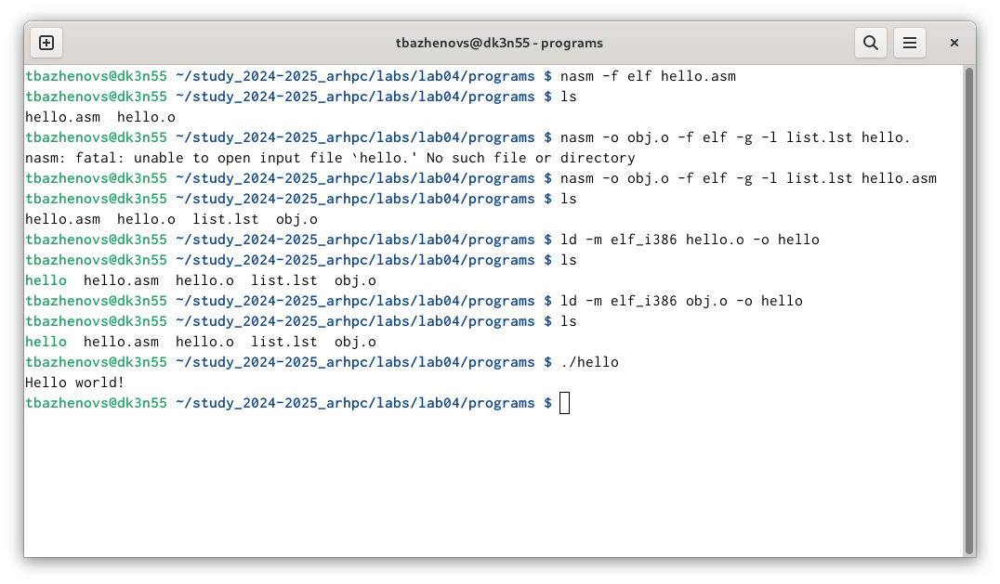 tbazhenovs@dk3n55 - programs
tbazhenovs@dk3n55 ~/study_2024-2025_arhpc/labs/lab04/programs $ nasm -f elf hello.asm
tbazhenovs@dk3n55 ~/study_2024-2025_arhpc/labs/lab04/programs $ ls
hello.asm  hello.o
tbazhenovs@dk3n55 ~/study_2024-2025_arhpc/labs/lab04/programs $ nasm -o obj.o -f elf -g -l list.lst hello.
nasm: fatal: unable to open input file `hello.' No such file or directory
tbazhenovs@dk3n55 ~/study_2024-2025_arhpc/labs/lab04/programs $ nasm -o obj.o -f elf -g -l list.lst hello.asm
tbazhenovs@dk3n55 ~/study_2024-2025_arhpc/labs/lab04/programs $ ls
hello.asm  hello.o  list.lst  obj.o
tbazhenovs@dk3n55 ~/study_2024-2025_arhpc/labs/lab04/programs $ ld -m elf_i386 hello.o -o hello
tbazhenovs@dk3n55 ~/study_2024-2025_arhpc/labs/lab04/programs $ ls
hello  hello.asm  hello.o  list.lst  obj.o
tbazhenovs@dk3n55 ~/study_2024-2025_arhpc/labs/lab04/programs $ ld -m elf_i386 obj.o -o hello
tbazhenovs@dk3n55 ~/study_2024-2025_arhpc/labs/lab04/programs $ ls
hello  hello.asm  hello.o  list.lst  obj.o
tbazhenovs@dk3n55 ~/study_2024-2025_arhpc/labs/lab04/programs $ ./hello
Hello world!
tbazhenovs@dk3n55 ~/study_2024-2025_arhpc/labs/lab04/programs $